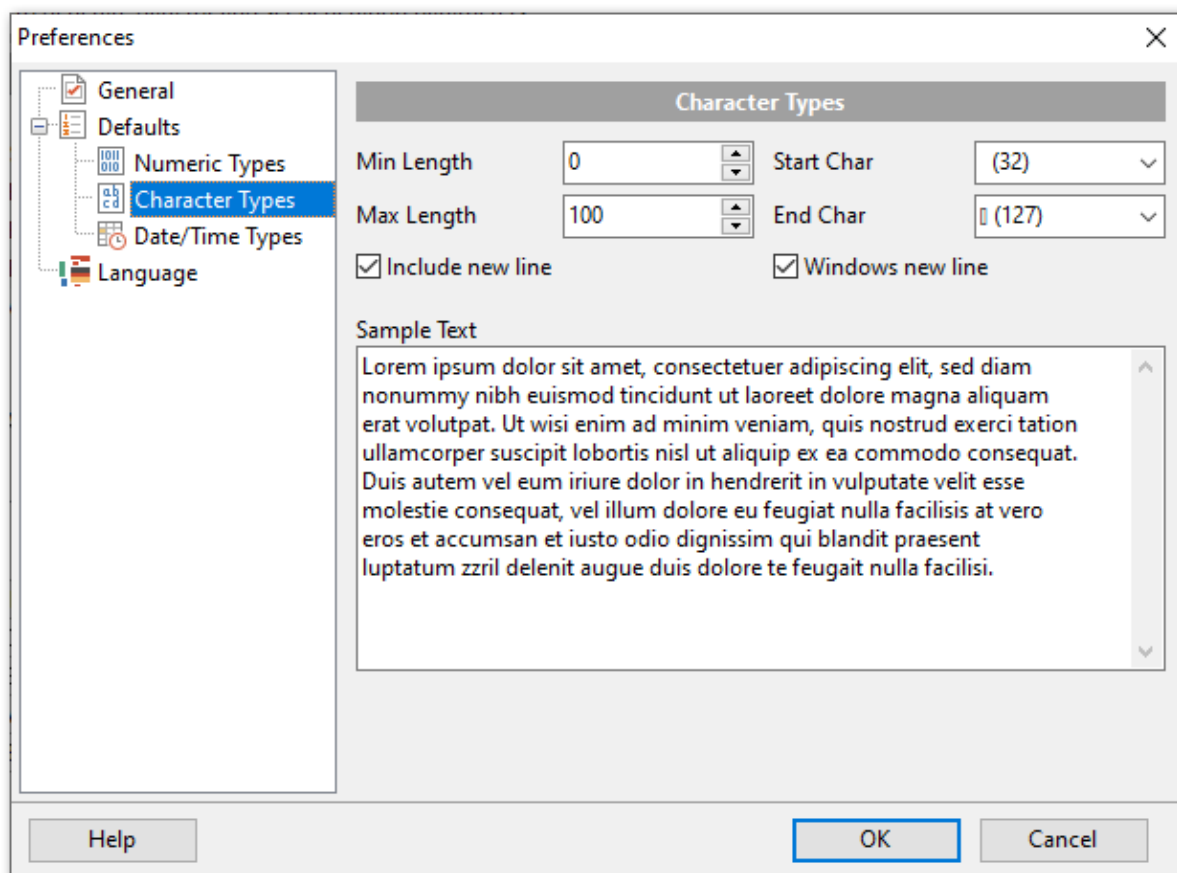 Preferences
General
Defaults
Numeric Types
Character Types
Date/Time Types
Language
Character Types
Min Length 0 Start Char (32)
Max Length 100 End Char ▯ (127)
Include new line Windows new line
Sample Text
Lorem ipsum dolor sit amet, consectetuer adipiscing elit, sed diam
nonummy nibh euismod tincidunt ut laoreet dolore magna aliquam
erat volutpat. Ut wisi enim ad minim veniam, quis nostrud exerci tation
ullamcorper suscipit lobortis nisl ut aliquip ex ea commodo consequat.
Duis autem vel eum iriure dolor in hendrerit in vulputate velit esse
molestie consequat, vel illum dolore eu feugiat nulla facilisis at vero
eros et accumsan et iusto odio dignissim qui blandit praesent
luptatum zzril delenit augue duis dolore te feugait nulla facilisi.
Help OK Cancel